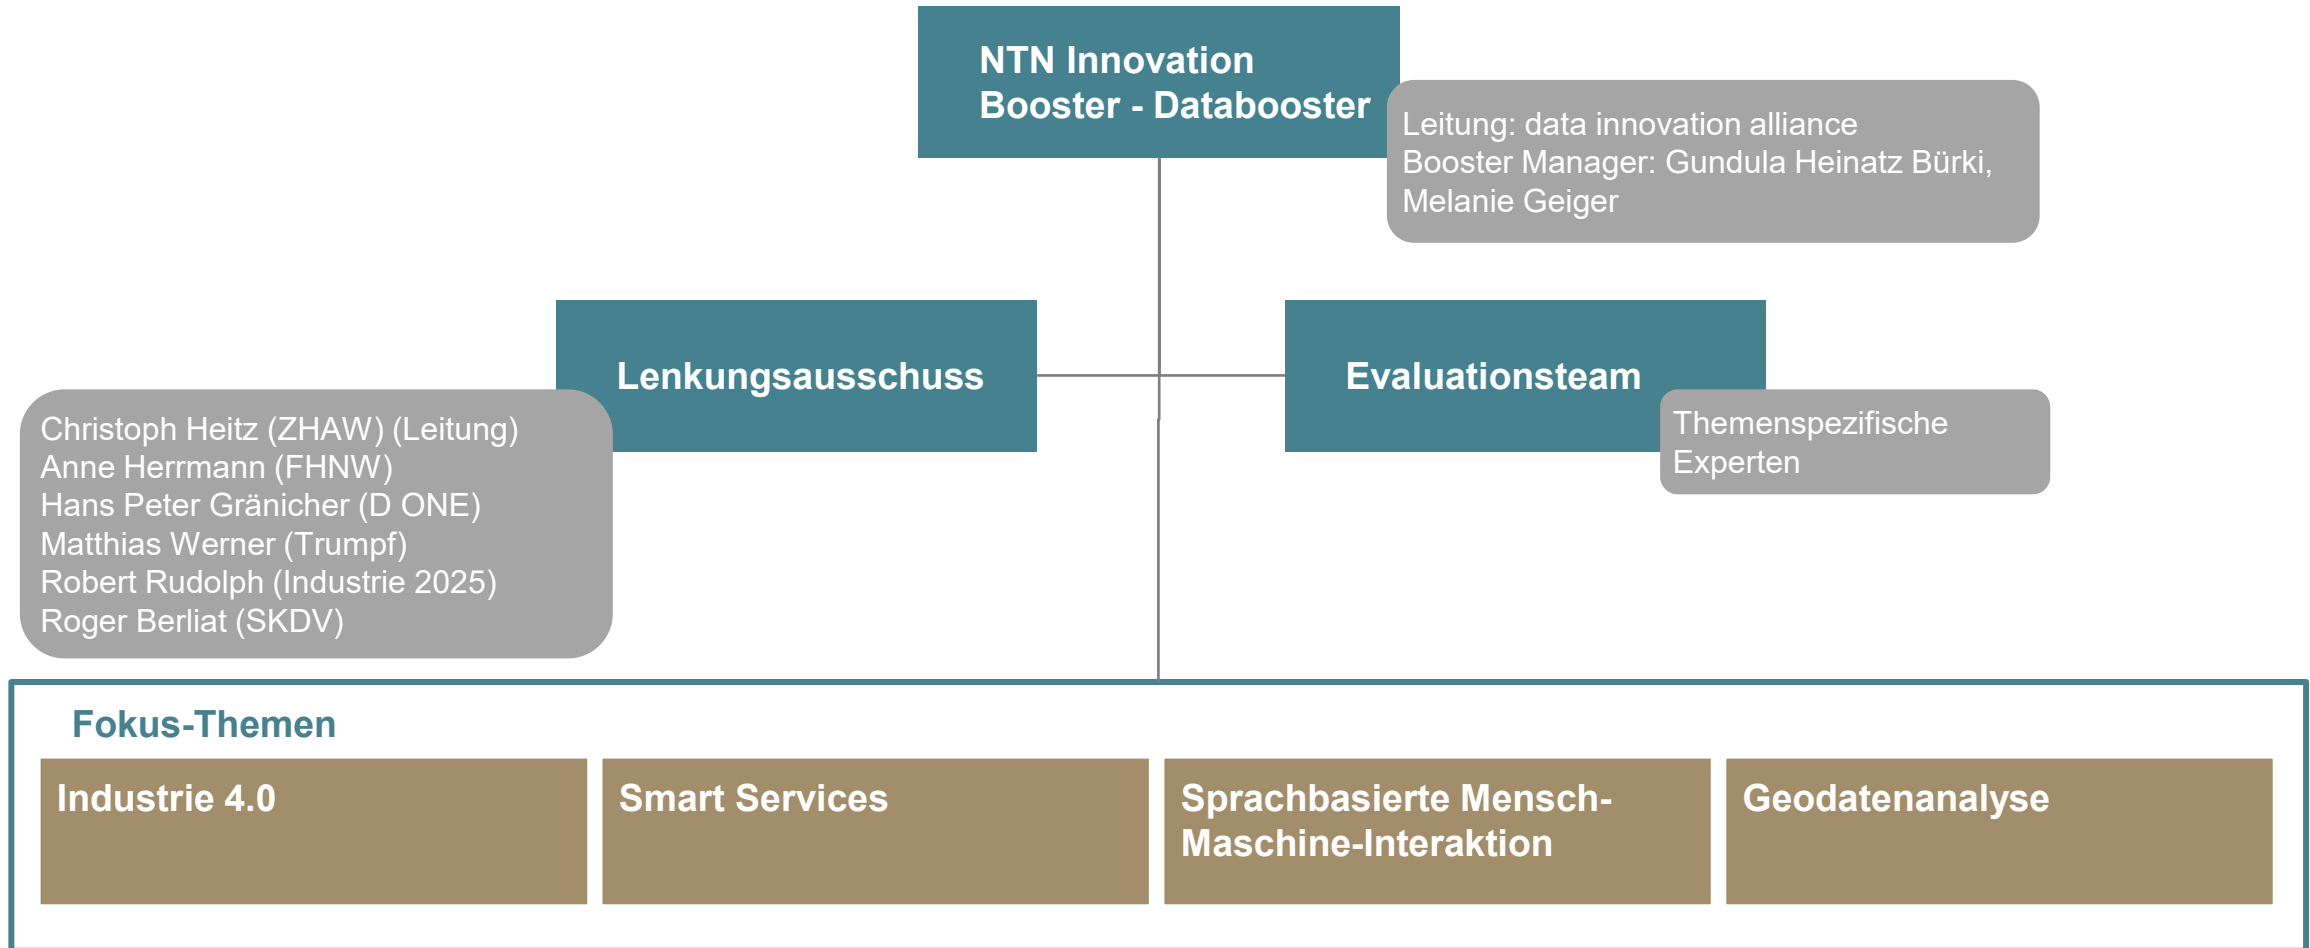 NTN Innovation
Booster - Databooster
Leitung: data innovation alliance
Booster Manager: Gundula Heinatz Bürki,
Melanie Geiger
Lenkungsausschuss
Christoph Heitz (ZHAW) (Leitung)
Anne Herrmann (FHNW)
Hans Peter Gränicher (D ONE)
Matthias Werner (Trumpf)
Robert Rudolph (Industrie 2025)
Roger Berliat (SKDV)
Evaluationsteam
Themenspezifische
Experten
Fokus-Themen
Industrie 4.0
Smart Services
Sprachbasierte Mensch-
Maschine-Interaktion
Geodatenanalyse